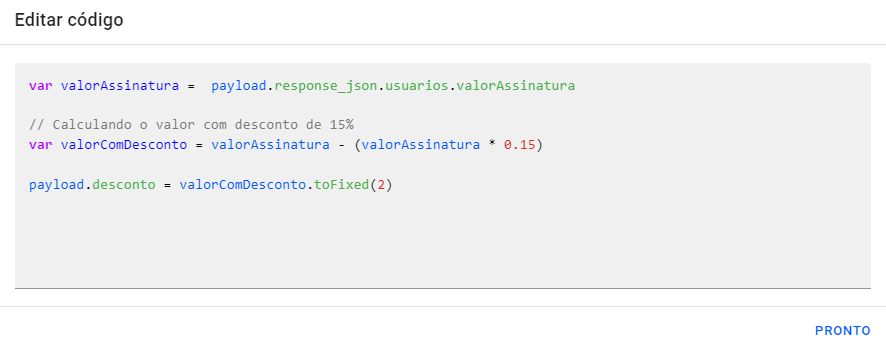 Editar código
var valorAssinatura =  payload.response_json.usuarios.valorAssinatura
// Calculando o valor com desconto de 15%
var valorComDesconto = valorAssinatura - (valorAssinatura * 0.15)
payload.desconto = valorComDesconto.toFixed(2)
PRONTO